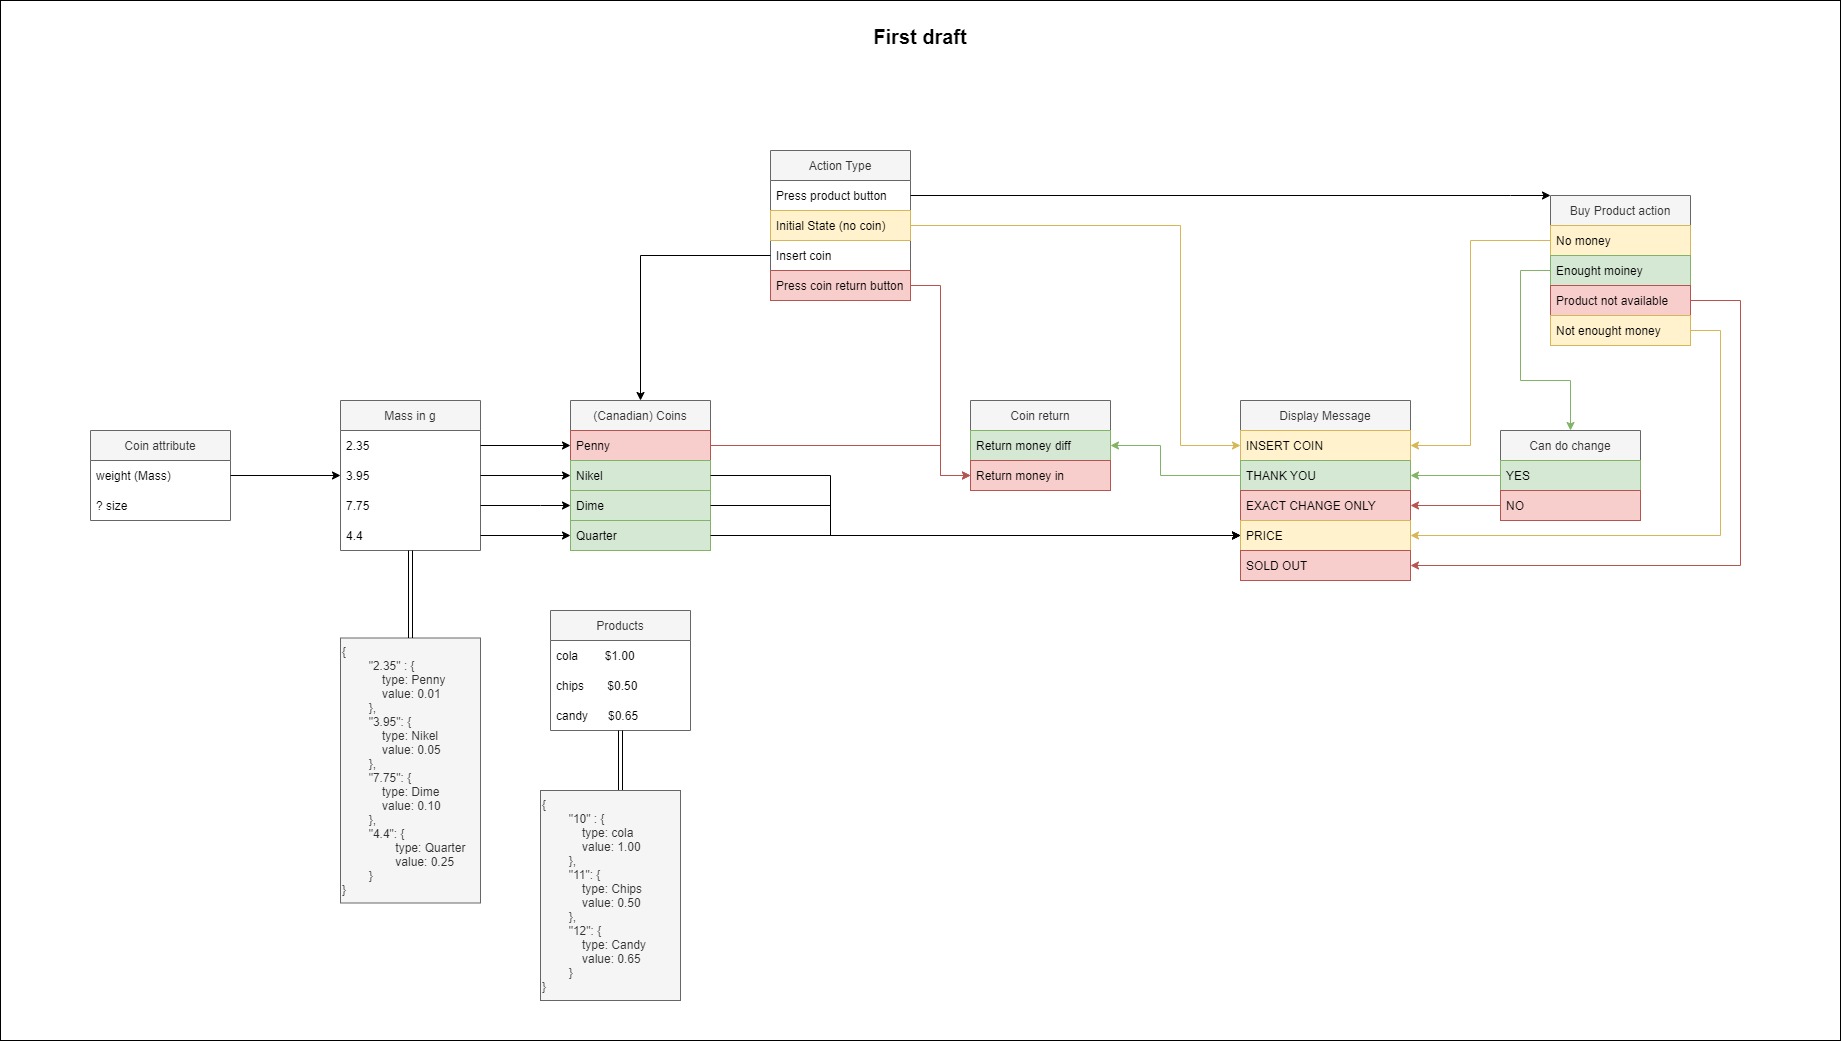 First draft
Action Type
Press product button
Initial State (no coin)
Insert coin
Press coin return button
Buy Product action
No money
Enought moiney
Product not available
Not enought money
Coin attribute
weight (Mass)
? size
Mass in g
2.35
3.95
7.75
4.4
(Canadian) Coins
Penny
Nikel
Dime
Quarter
Coin return
Return money diff
Return money in
Display Message
INSERT COIN
THANK YOU
EXACT CHANGE ONLY
PRICE
SOLD OUT
Can do change
YES
NO
{
"2.35" : {
type: Penny
value: 0.01
},
"3.95": {
type: Nikel
value: 0.05
},
"7.75": {
type: Dime
value: 0.10
},
"4.4": {
type: Quarter
value: 0.25
}
}
Products
cola $1.00
chips $0.50
candy $0.65
{
"10" : {
type: cola
value: 1.00
},
"11": {
type: Chips
value: 0.50
},
"12": {
type: Candy
value: 0.65
}
}